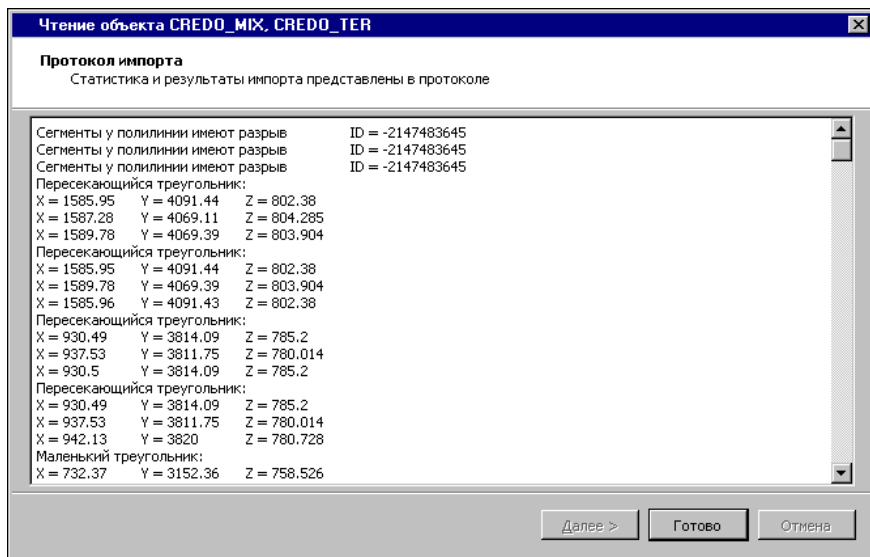 Чтение объекта CREDO_MIX, CREDO_TER
Протокол импорта
Статистика и результаты импорта представлены в протоколе
Сегменты у полилинии имеют разрыв ID = -2147483645
Сегменты у полилинии имеют разрыв ID = -2147483645
Сегменты у полилинии имеют разрыв ID = -2147483645
Пересекающийся треугольник:
X = 1585.95 Y = 4091.44 Z = 802.38
X = 1587.28 Y = 4069.11 Z = 804.285
X = 1589.78 Y = 4069.39 Z = 803.904
Пересекающийся треугольник:
X = 1585.95 Y = 4091.44 Z = 802.38
X = 1589.78 Y = 4069.39 Z = 803.904
X = 1585.96 Y = 4091.43 Z = 802.38
Пересекающийся треугольник:
X = 930.49 Y = 3814.09 Z = 785.2
X = 937.53 Y = 3811.75 Z = 780.014
X = 930.5 Y = 3814.09 Z = 785.2
Пересекающийся треугольник:
X = 930.49 Y = 3814.09 Z = 785.2
X = 937.53 Y = 3811.75 Z = 780.014
X = 942.13 Y = 3820 Z = 780.728
Маленький треугольник:
X = 732.37 Y = 3152.36 Z = 758.526
Далее > Готово Отмена